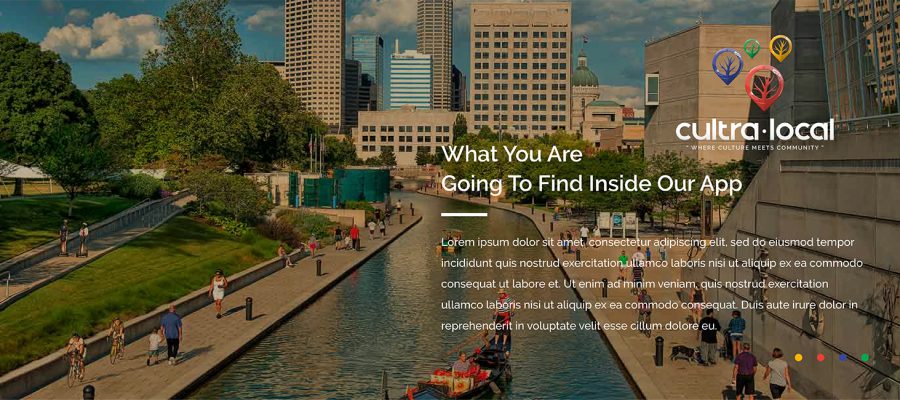 cultra·local
" WHERE CULTURE MEETS COMMUNITY "
What You Are
Going To Find Inside Our App
Lorem ipsum dolor sit amet, consectetur adipiscing elit, sed do eiusmod tempor
incididunt quis nostrud exercitation ullamco laboris nisi ut aliquip ex ea commodo
consequat ut labore et. Ut enim ad minim veniam, quis nostrud exercitation
ullamco laboris nisi ut aliquip ex ea commodo consequat. Duis aute irure dolor in
reprehenderit in voluptate velit esse cillum dolore eu.